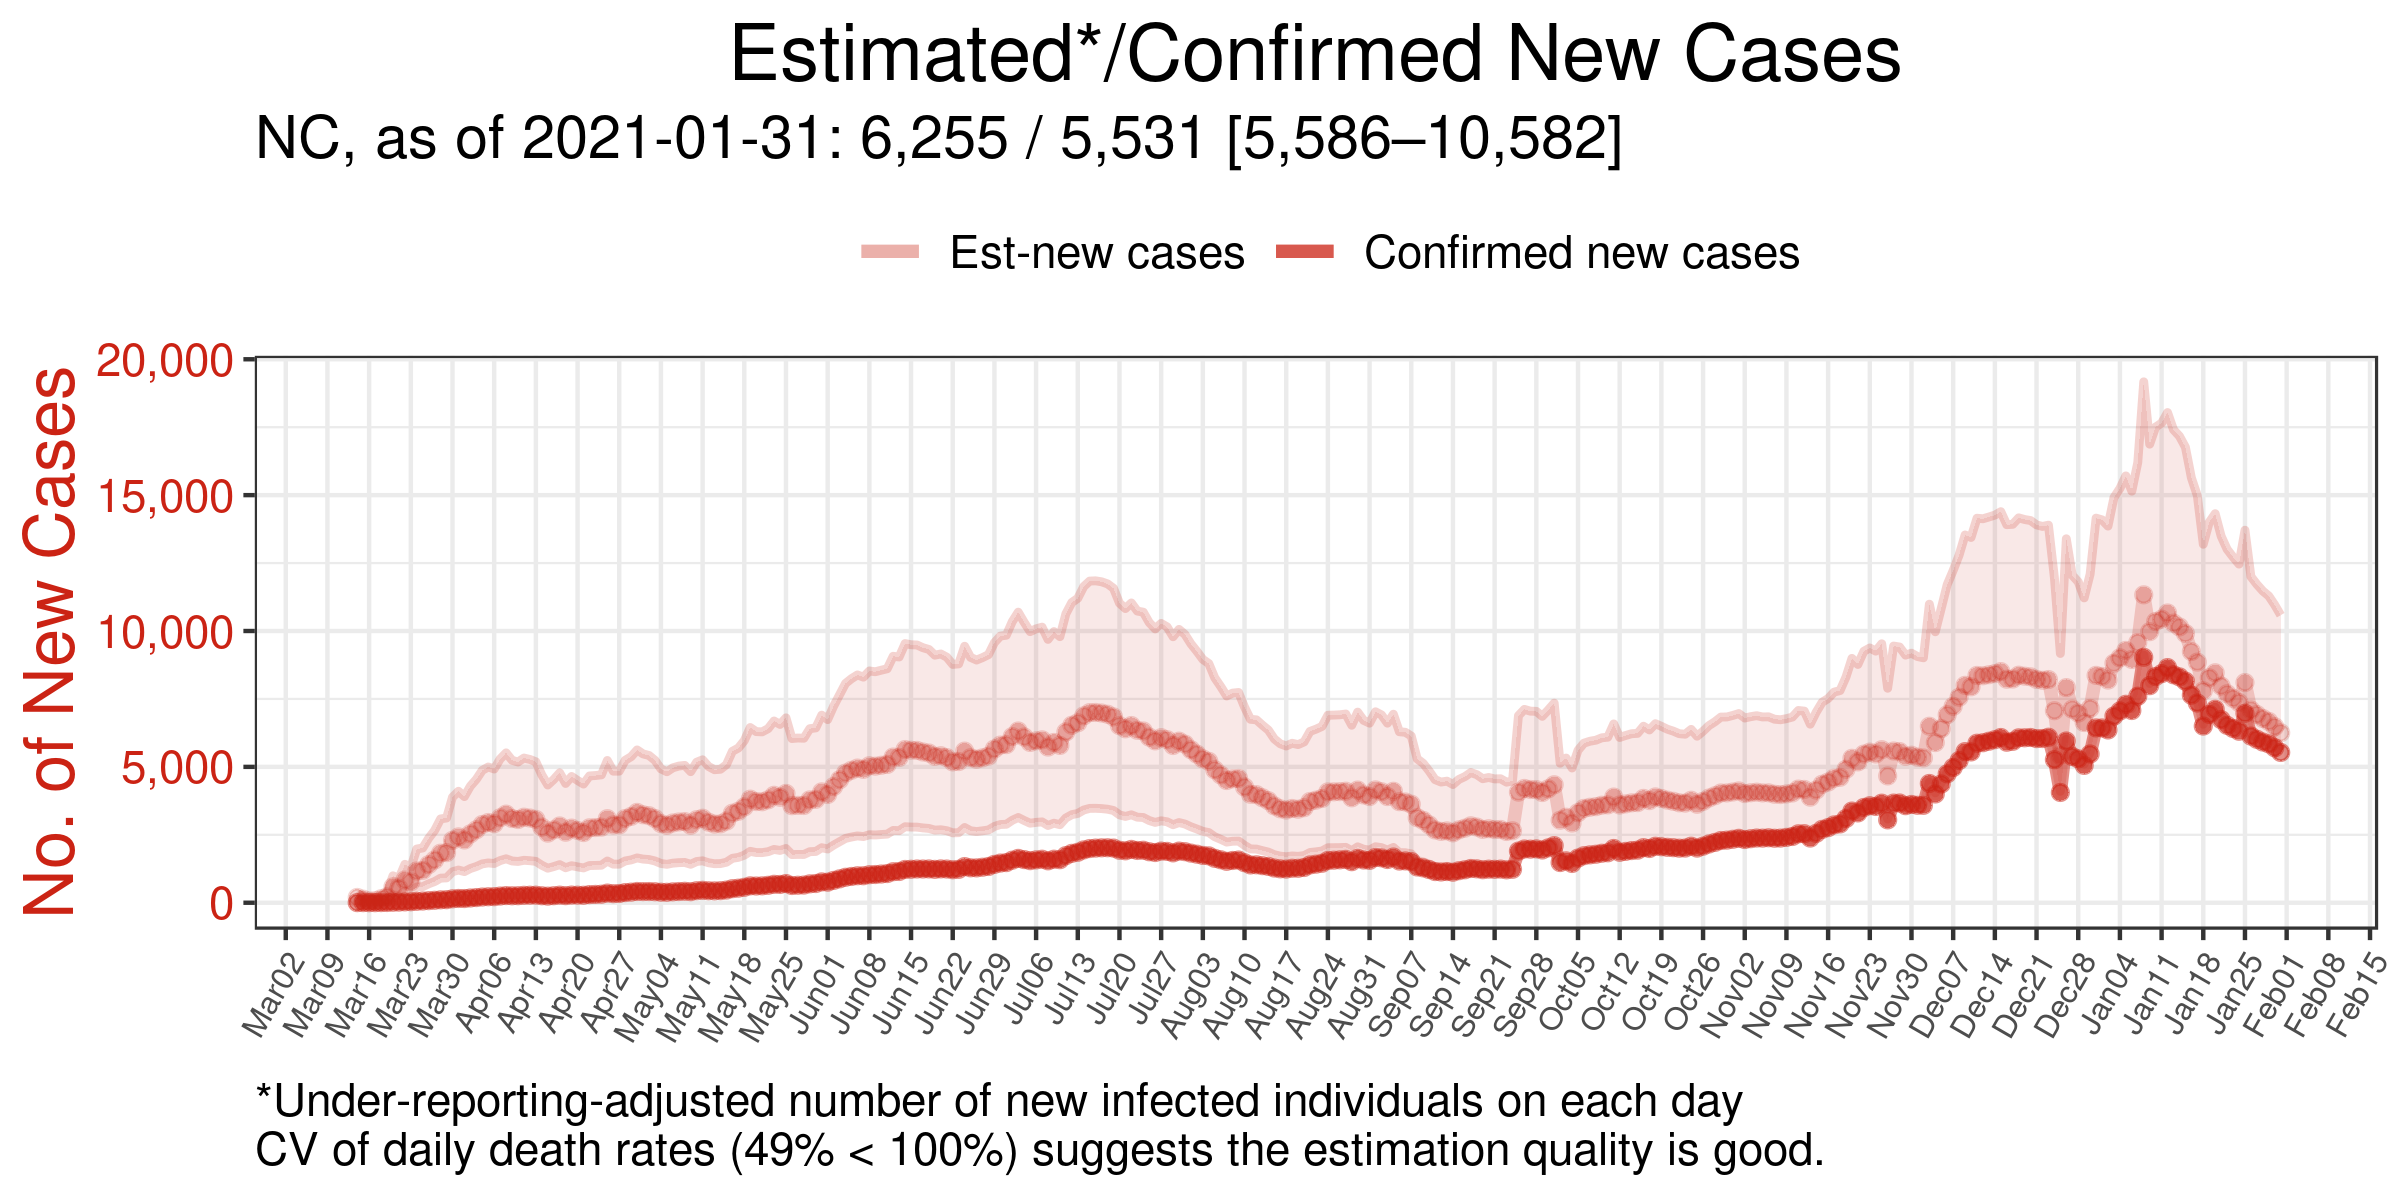 Estimated*/Confirmed New Cases
NC, as of 2021-01-31: 6,255 / 5,531 [5,586–10,582]
Est-new cases
Confirmed new cases
No. of New Cases
20,000
15,000
10,000
5,000
0
Mar02
Mar09
Mar16
Mar23
Mar30
Apr06
Apr13
Apr20
Apr27
May04
May11
May18
May25
Jun01
Jun08
Jun15
Jun22
Jun29
Jul06
Jul13
Jul20
Jul27
Aug03
Aug10
Aug17
Aug24
Aug31
Sep07
Sep14
Sep21
Sep28
Oct05
Oct12
Oct19
Oct26
Nov02
Nov09
Nov16
Nov23
Nov30
Dec07
Dec14
Dec21
Dec28
Jan04
Jan11
Jan18
Jan25
Feb01
Feb08
Feb15
*Under-reporting-adjusted number of new infected individuals on each day
CV of daily death rates (49% < 100%) suggests the estimation quality is good.